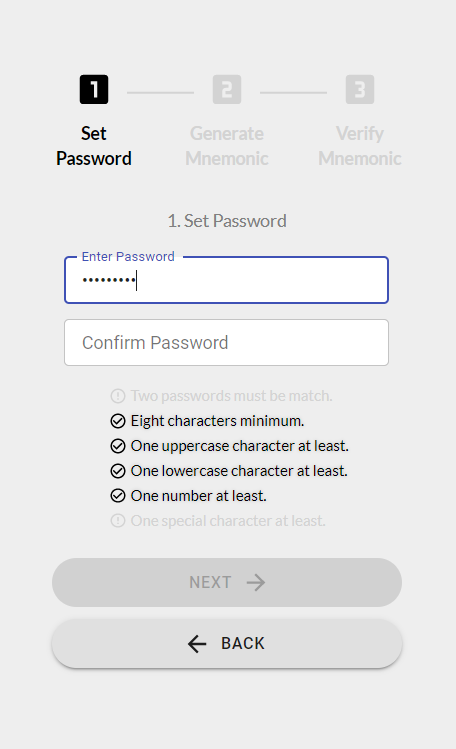 1 2 3
Set Generate Verify
Password Mnemonic Mnemonic
1. Set Password
Enter Password
•••••••••
Confirm Password
Two passwords must be match.
Eight characters minimum.
One uppercase character at least.
One lowercase character at least.
One number at least.
One special character at least.
NEXT
BACK